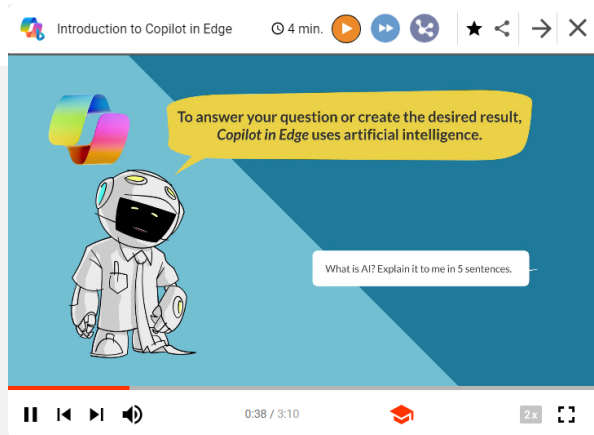 Introduction to Copilot in Edge
4 min.
To answer your question or create the desired result,
Copilot in Edge uses artificial intelligence.
What is AI? Explain it to me in 5 sentences.
0:38 / 3:10
2x